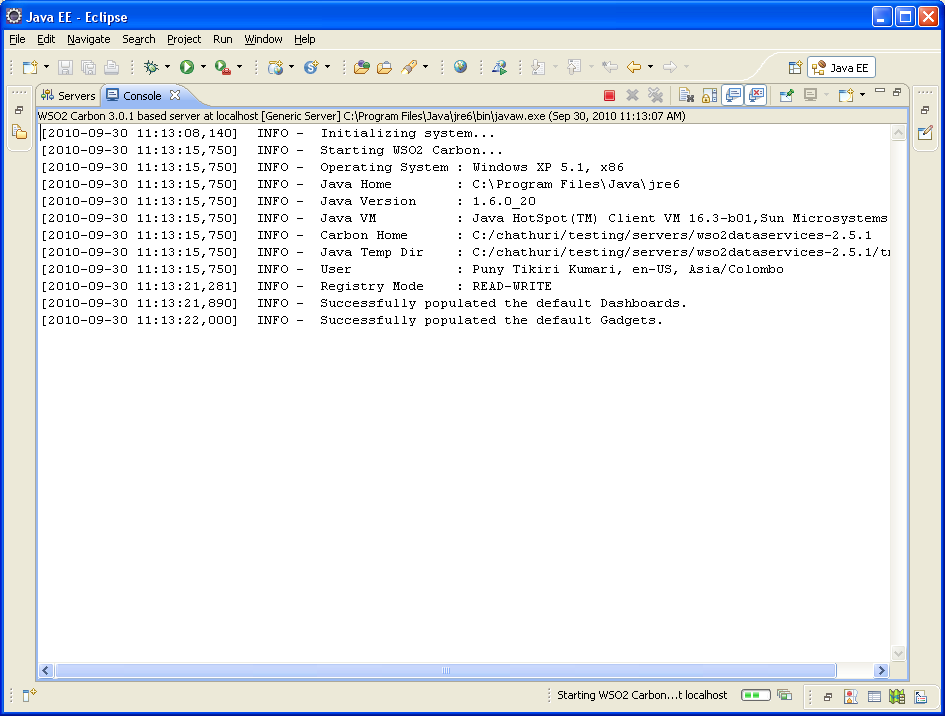 Java EE - Eclipse
File Edit Navigate Search Project Run Window Help
Java EE
Servers Console
WSO2 Carbon 3.0.1 based server at localhost [Generic Server] C:\Program Files\Java\jre6\bin\javaw.exe (Sep 30, 2010 11:13:07 AM)
[2010-09-30 11:13:08,140] INFO - Initializing system...
[2010-09-30 11:13:15,750] INFO - Starting WSO2 Carbon...
[2010-09-30 11:13:15,750] INFO - Operating System : Windows XP 5.1, x86
[2010-09-30 11:13:15,750] INFO - Java Home : C:\Program Files\Java\jre6
[2010-09-30 11:13:15,750] INFO - Java Version : 1.6.0_20
[2010-09-30 11:13:15,750] INFO - Java VM : Java HotSpot(TM) Client VM 16.3-b01,Sun Microsystems
[2010-09-30 11:13:15,750] INFO - Carbon Home : C:/chathuri/testing/servers/wso2dataservices-2.5.1
[2010-09-30 11:13:15,750] INFO - Java Temp Dir : C:/chathuri/testing/servers/wso2dataservices-2.5.1/
[2010-09-30 11:13:15,750] INFO - User : Puny Tikiri Kumari, en-US, Asia/Colombo
[2010-09-30 11:13:21,281] INFO - Registry Mode : READ-WRITE
[2010-09-30 11:13:21,890] INFO - Successfully populated the default Dashboards.
[2010-09-30 11:13:22,000] INFO - Successfully populated the default Gadgets.
Starting WSO2 Carbon...t localhost